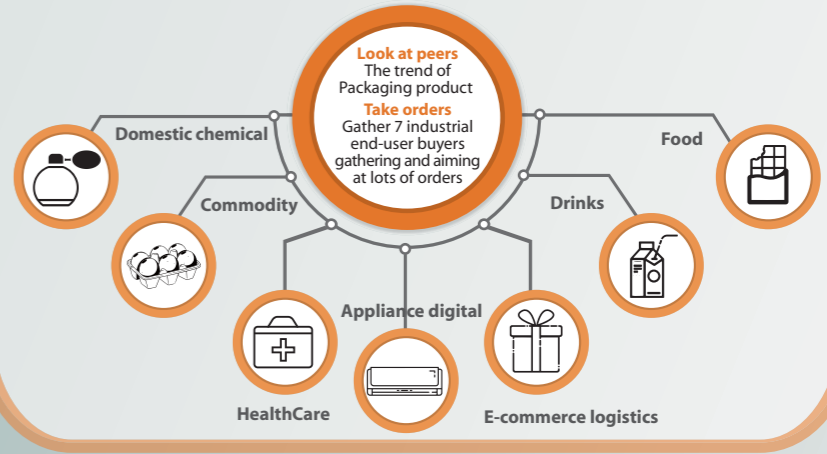 Look at peers
The trend of
Packaging product
Take orders
Gather 7 industrial
end-user buyers
gathering and aiming
at lots of orders
Domestic chemical
Food
Commodity
Drinks
Appliance digital
HealthCare
E-commerce logistics